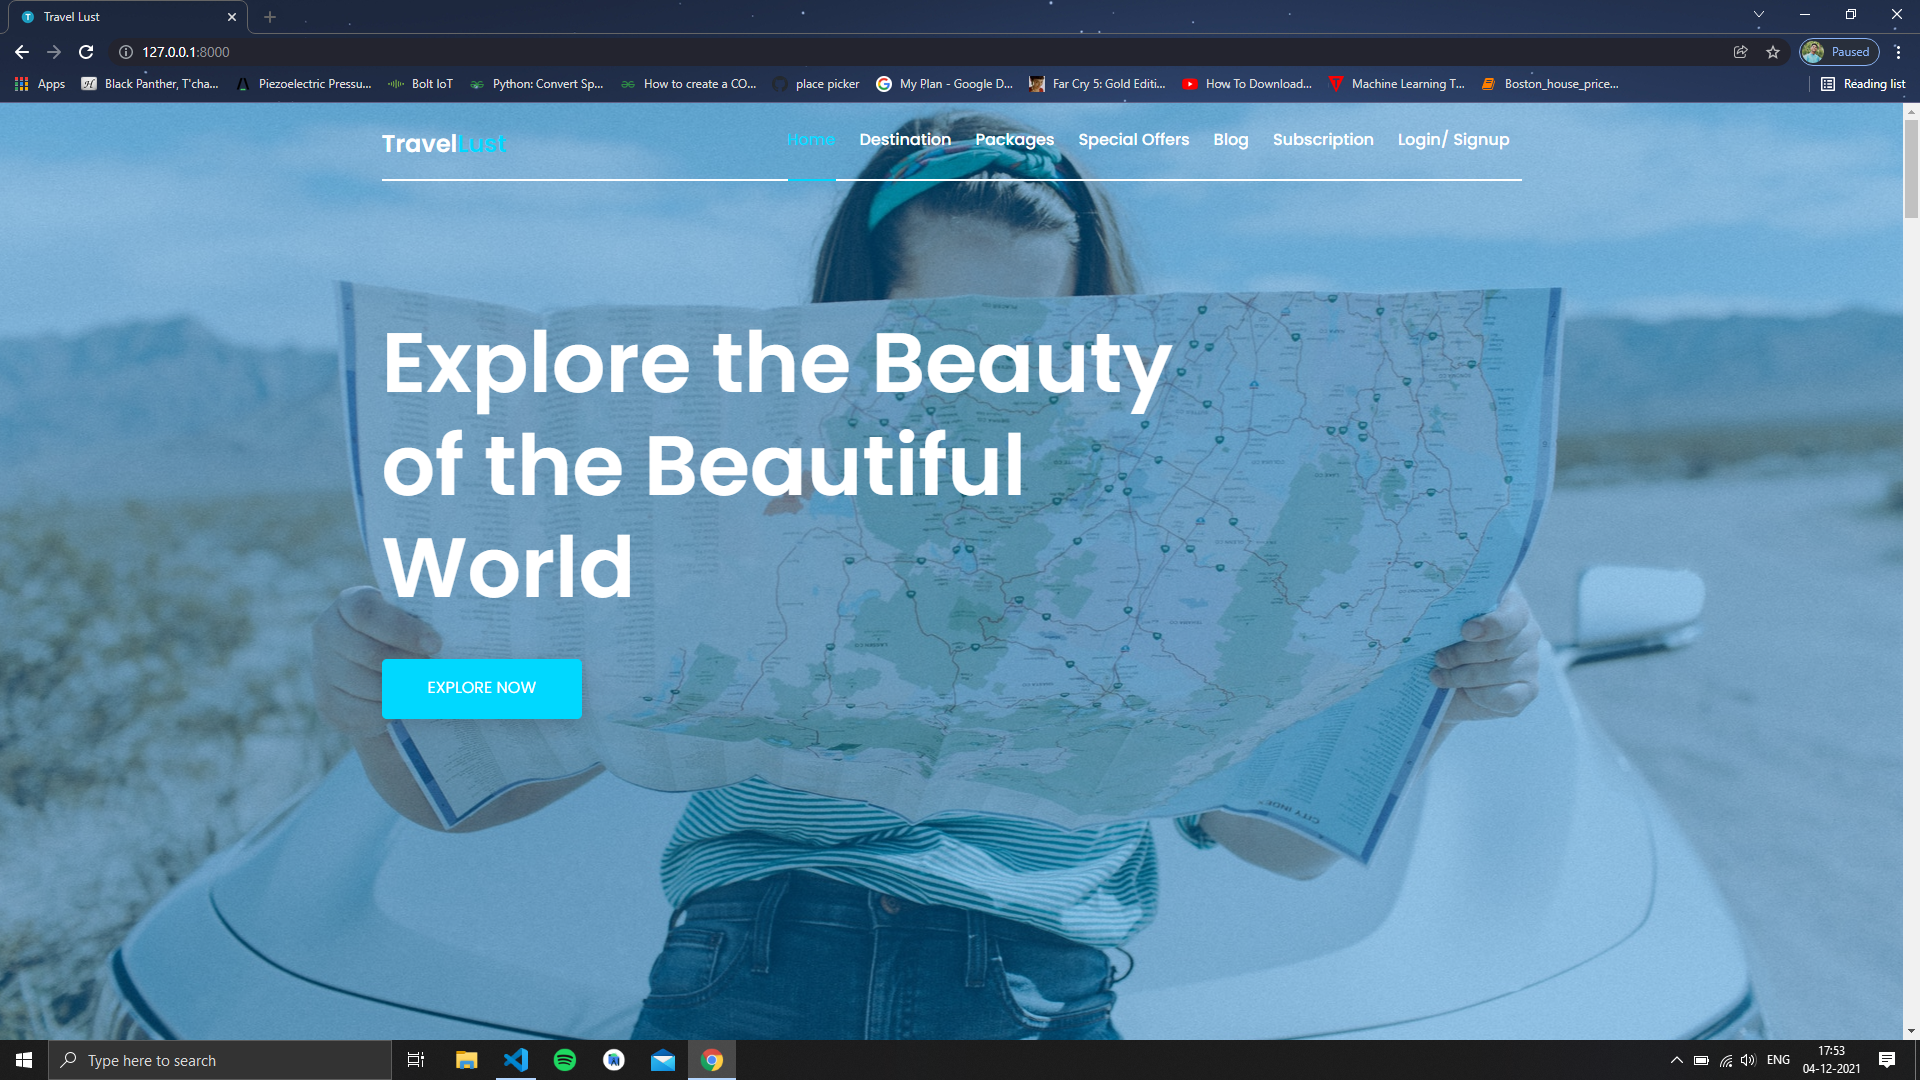 Travel Lust
127.0.0.1:8000
Paused
Apps
Black Panther, T'cha...
Piezoelectric Pressu...
Bolt IoT
Python: Convert Sp...
How to create a CO...
place picker
My Plan - Google D...
Far Cry 5: Gold Editi...
How To Download...
Machine Learning T...
Boston_house_price...
Reading list
TravelLust
Home
Destination
Packages
Special Offers
Blog
Subscription
Login/ Signup
Explore the Beauty
of the Beautiful
World
EXPLORE NOW
CITY INDEX
Type here to search
ENG
17:53
04-12-2021